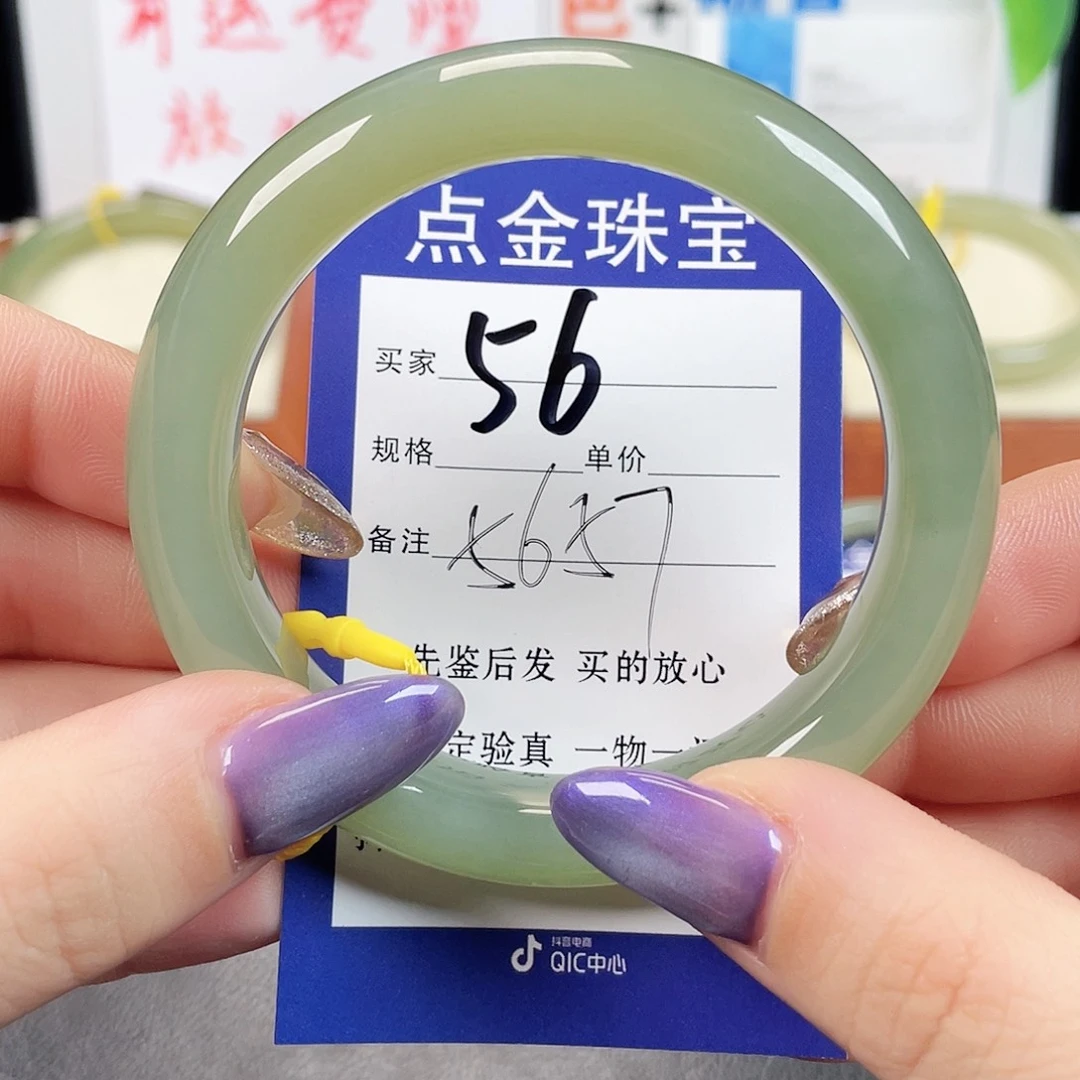 点金珠宝
买家 56
规格 单价
备注 5657
先鉴后发 买的放心
定验真 一物一
抖音电商
QIC中心